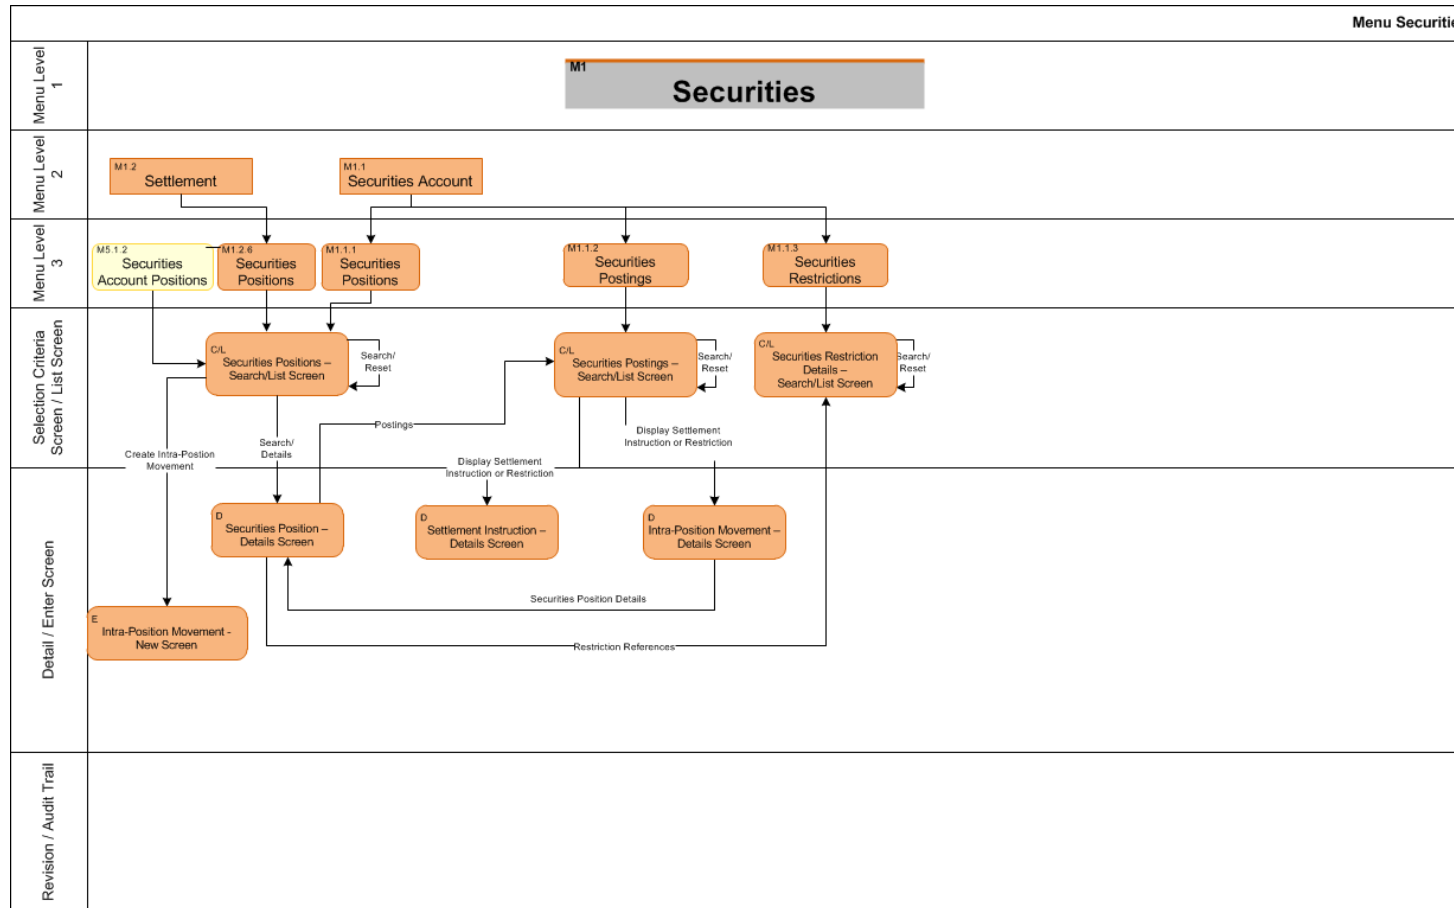 Menu Securitie
Menu Level
1
M1
Securities
Menu Level
2
M1.2
Settlement
M1.1
Securities Account
Menu Level
3
M5.1.2
Securities
Account Positions
M1.2.6
Securities
Positions
M1.1.1
Securities
Positions
M1.1.2
Securities
Postings
M1.1.3
Securities
Restrictions
Selection Criteria
Screen / List Screen
C/L
Securities Positions –
Search/List Screen
Search/
Reset
C/L
Securities Postings –
Search/List Screen
Search/
Reset
C/L
Securities Restriction
Details –
Search/List Screen
Search/
Reset
Postings
Display Settlement
Instruction or Restriction
Search/
Details
Create Intra-Postion
Movement
Display Settlement
Instruction or Restriction
Detail / Enter Screen
D
Securities Position –
Details Screen
D
Settlement Instruction –
Details Screen
D
Intra-Position Movement –
Details Screen
Securities Position Details
E
Intra-Position Movement -
New Screen
Restriction References
Revision / Audit Trail